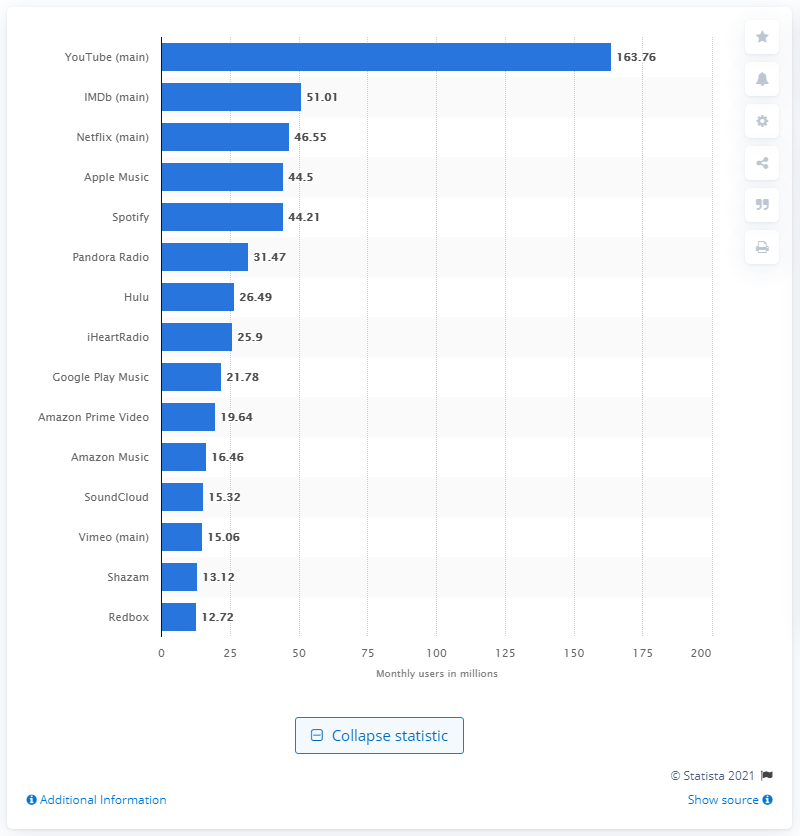 YouTube (main) 163.76
IMDb (main) 51.01
Netflix (main) 46.55
Apple Music 44.5
Spotify 44.21
Pandora Radio 31.47
Hulu 26.49
iHeartRadio 25.9
Google Play Music 21.78
Amazon Prime Video 19.64
Amazon Music 16.46
SoundCloud 15.32
Vimeo (main) 15.06
Shazam 13.12
Redbox 12.72
0 25 50 75 100 125 150 175 200
Monthly users in millions
Collapse statistic
© Statista 2021
Additional Information Show source